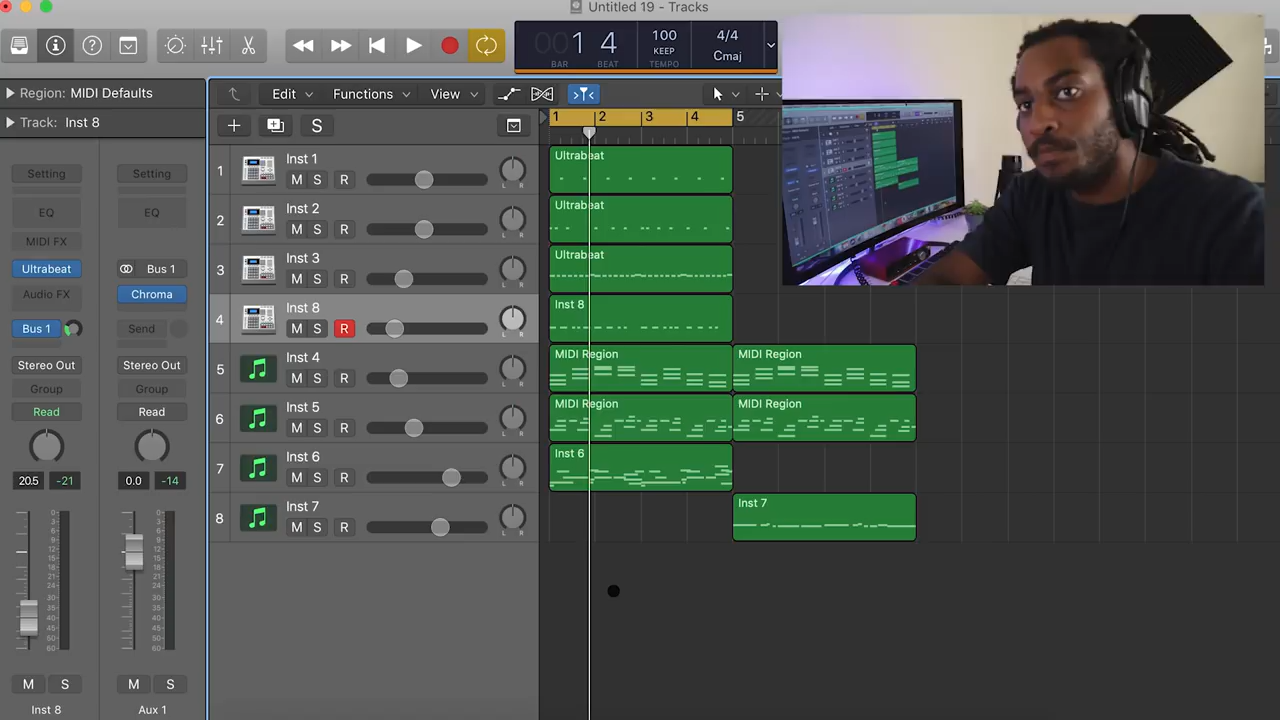 Untitled 19 - Tracks
001 4
BAR BEAT
100
KEEP
TEMPO
4/4
Cmaj
Region: MIDI Defaults
Track: Inst 8
Edit Functions View
1 2 3 4 5
Setting Setting
EQ EQ
MIDI FX
Ultrabeat Bus 1
Audio FX Chroma
Bus 1 Send
Stereo Out Stereo Out
Group Group
Read Read
20.5 -21 0.0 -14
M S M S
Inst 8 Aux 1
S
1 Inst 1 M S R L R Ultrabeat
2 Inst 2 M S R L R Ultrabeat
3 Inst 3 M S R L R Ultrabeat
4 Inst 8 M S R L R Inst 8
5 Inst 4 M S R L R MIDI Region MIDI Region
6 Inst 5 M S R L R MIDI Region MIDI Region
7 Inst 6 M S R L R Inst 6
8 Inst 7 M S R L R Inst 7